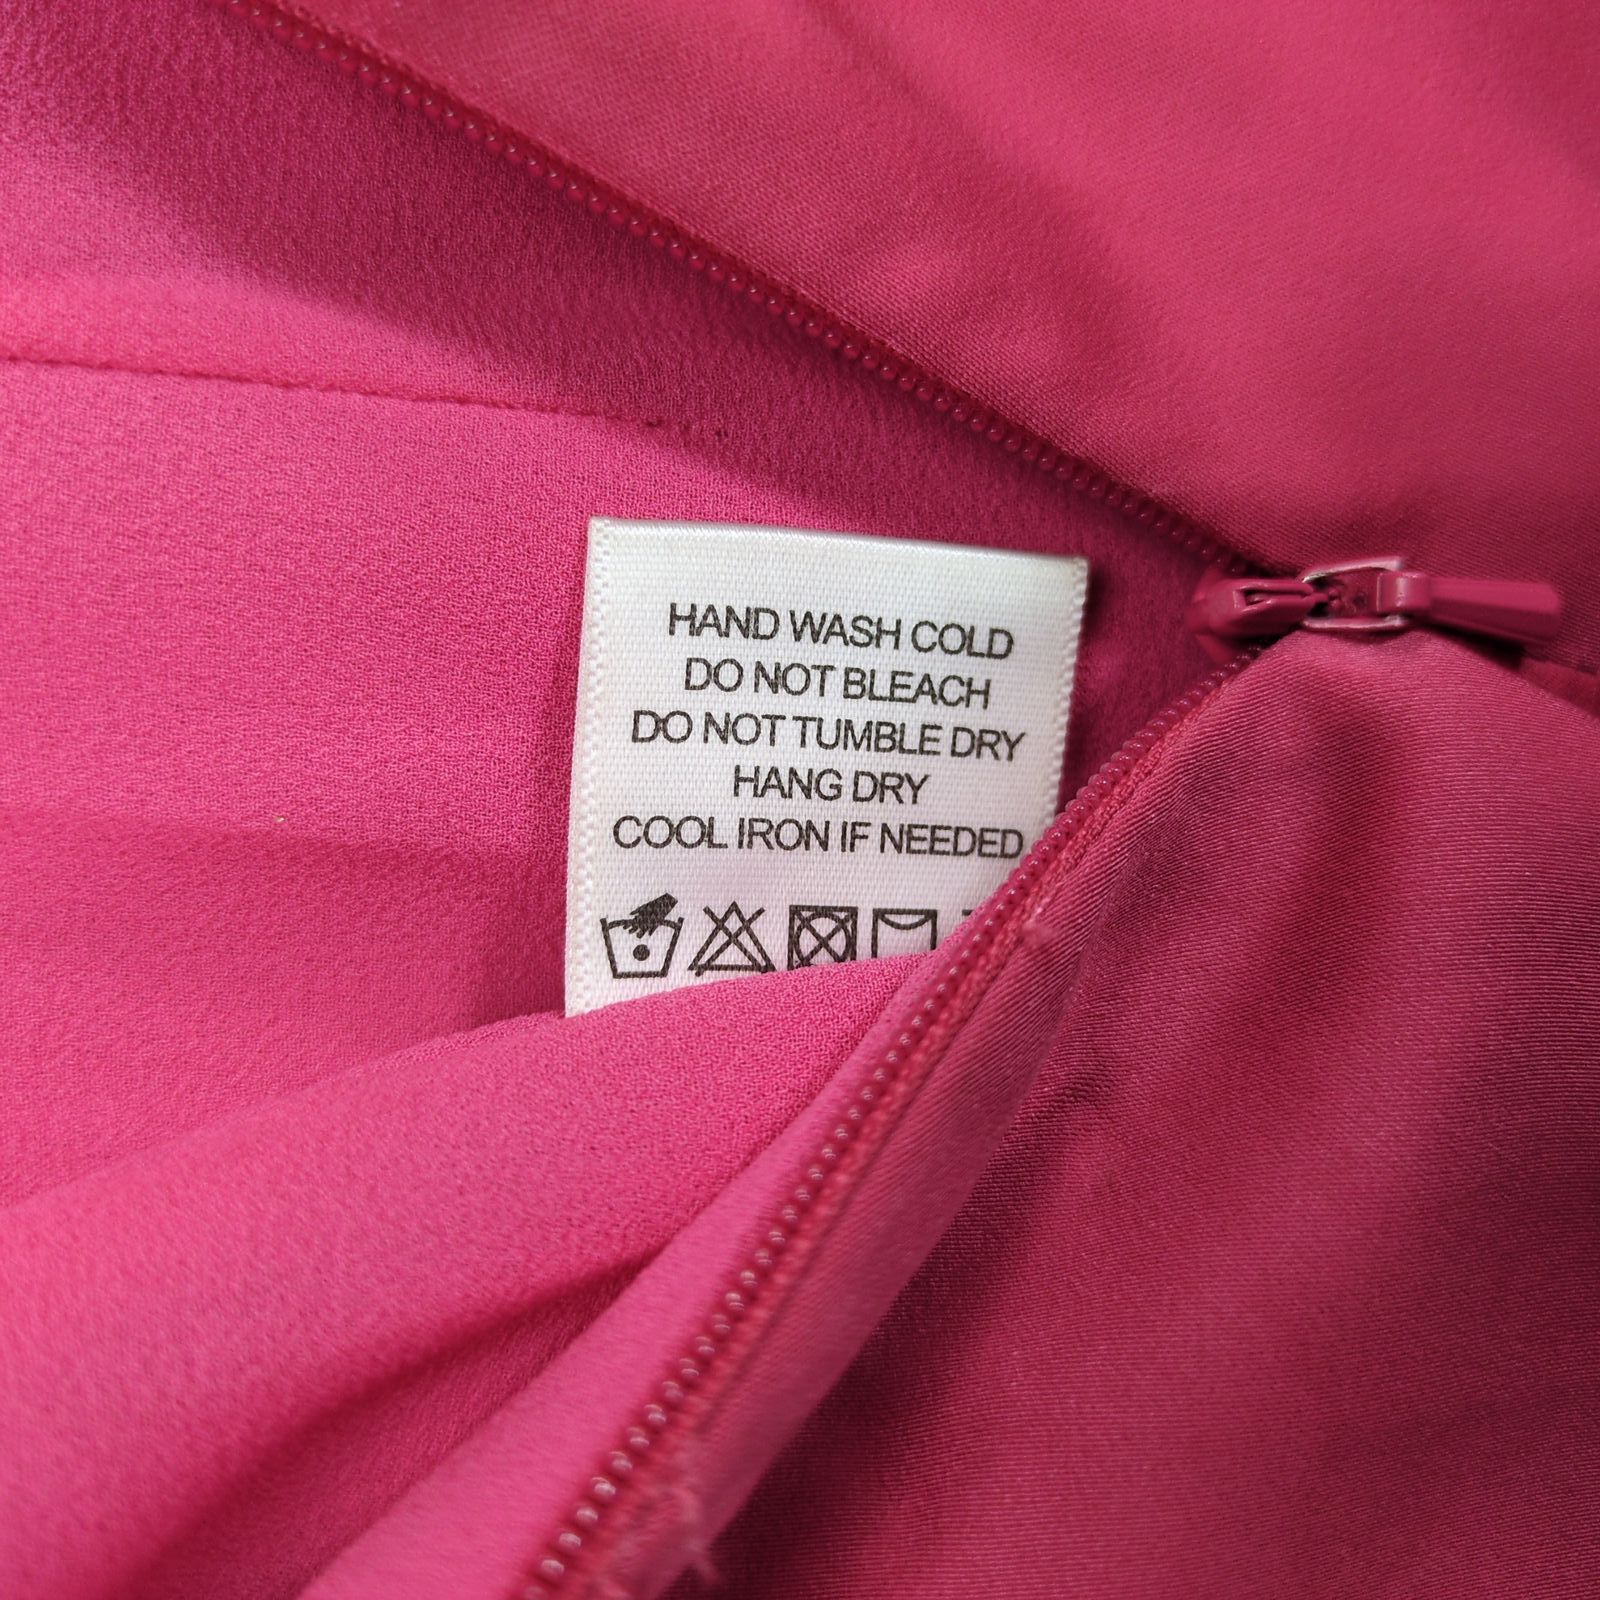 HAND WASH COLD
DO NOT BLEACH
DO NOT TUMBLE DRY
HANG DRY
COOL IRON IF NEEDED